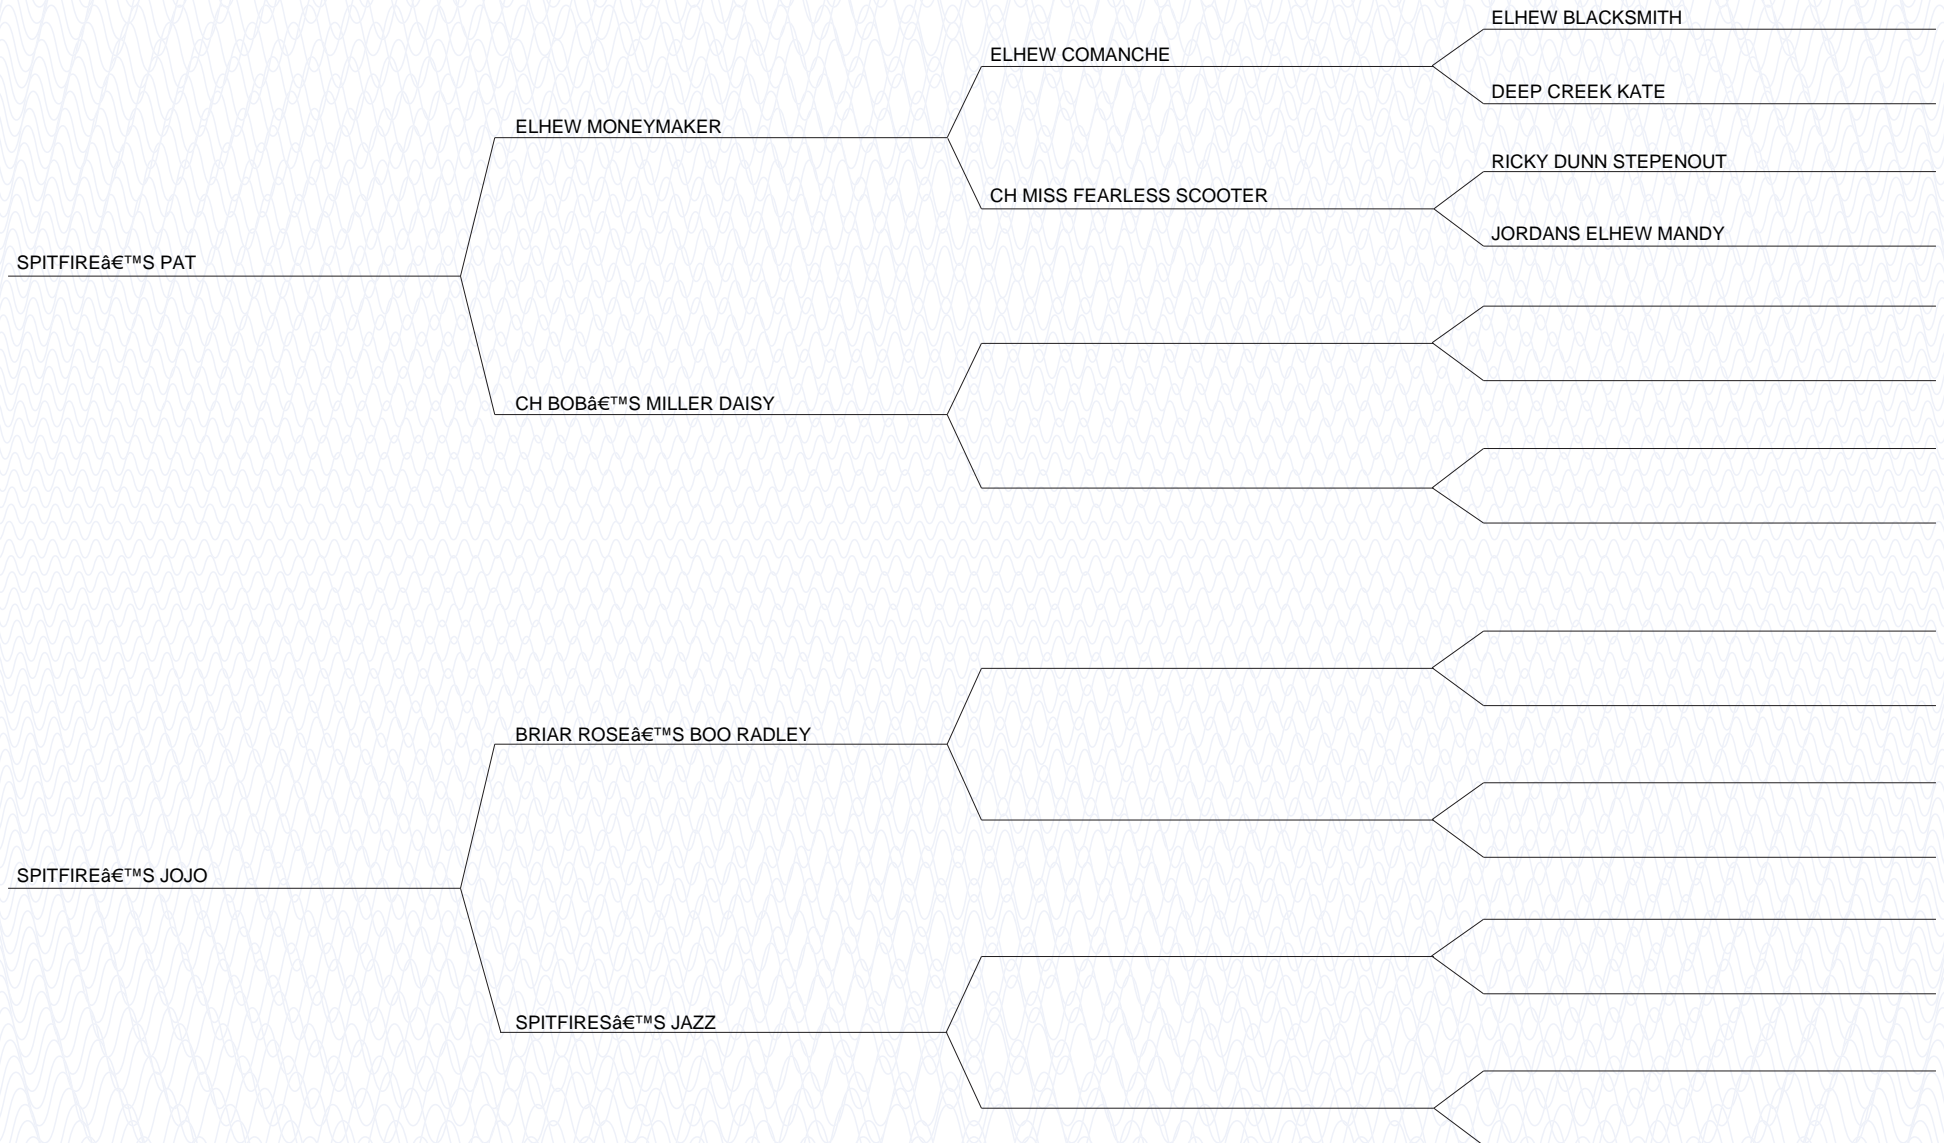 ELHEW BLACKSMITH
ELHEW COMANCHE
DEEP CREEK KATE
ELHEW MONEYMAKER
RICKY DUNN STEPENOUT
CH MISS FEARLESS SCOOTER
JORDANS ELHEW MANDY
SPITFIREâ€™S PAT
CH BOBâ€™S MILLER DAISY
BRIAR ROSEâ€™S BOO RADLEY
SPITFIREâ€™S JOJO
SPITFIRESâ€™S JAZZ